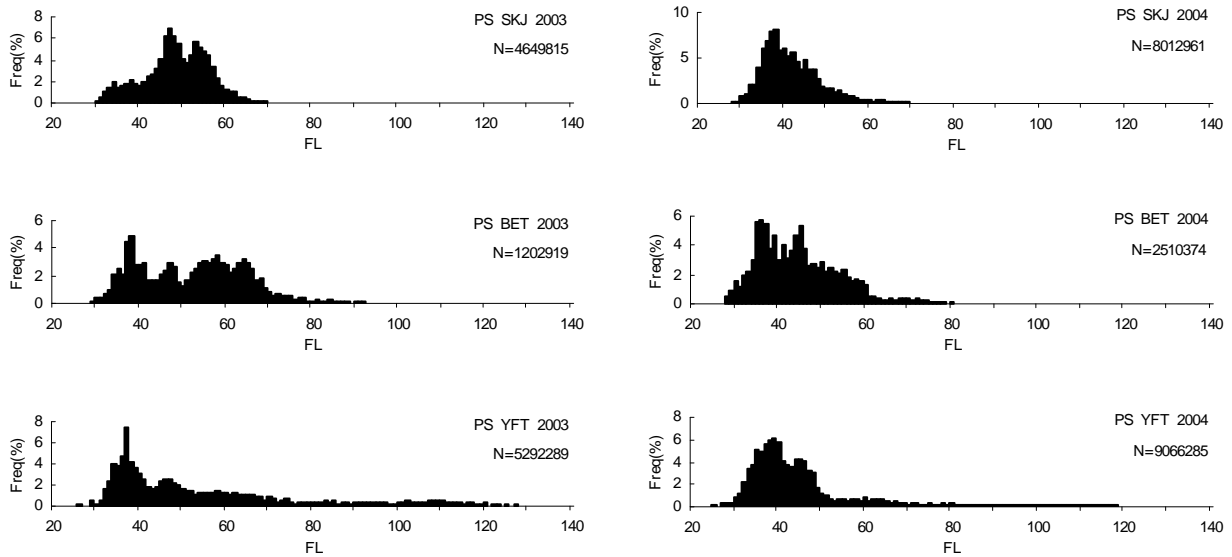 PS SKJ 2003
N=4649815
Freq(%)
8
6
4
2
0
20 40 60 80 100 120 140
FL
PS SKJ 2004
N=8012961
Freq(%)
10
5
0
20 40 60 80 100 120 140
FL
PS BET 2003
N=1202919
Freq(%)
6
4
2
0
20 40 60 80 100 120 140
FL
PS BET 2004
N=2510374
Freq(%)
6
4
2
0
20 40 60 80 100 120 140
FL
PS YFT 2003
N=5292289
Freq(%)
8
6
4
2
0
20 40 60 80 100 120 140
FL
PS YFT 2004
N=9066285
Freq(%)
8
6
4
2
0
20 40 60 80 100 120 140
FL